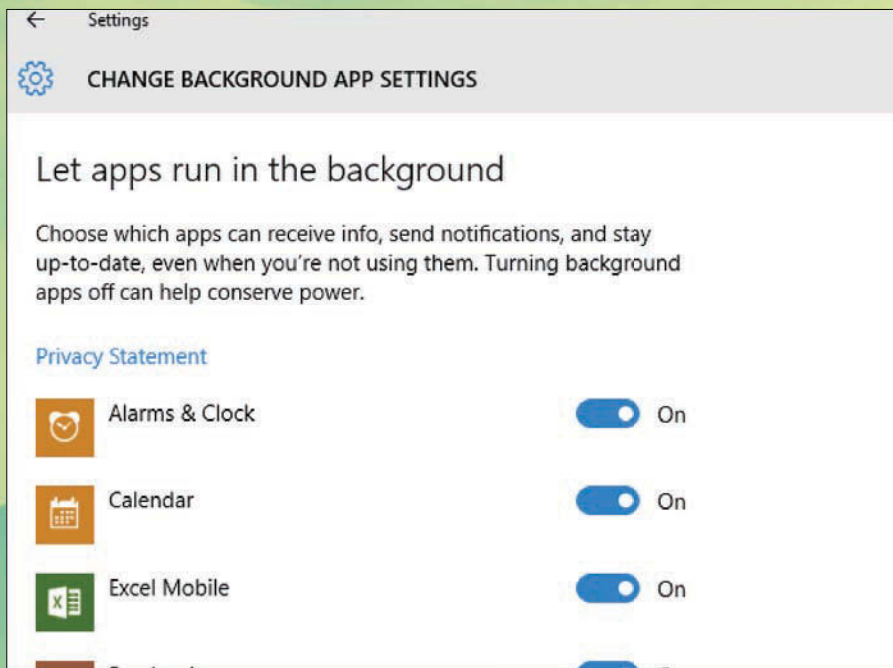 Settings
CHANGE BACKGROUND APP SETTINGS
Let apps run in the background
Choose which apps can receive info, send notifications, and stay
up-to-date, even when you're not using them. Turning background
apps off can help conserve power.
Privacy Statement
Alarms & Clock On
Calendar On
Excel Mobile On